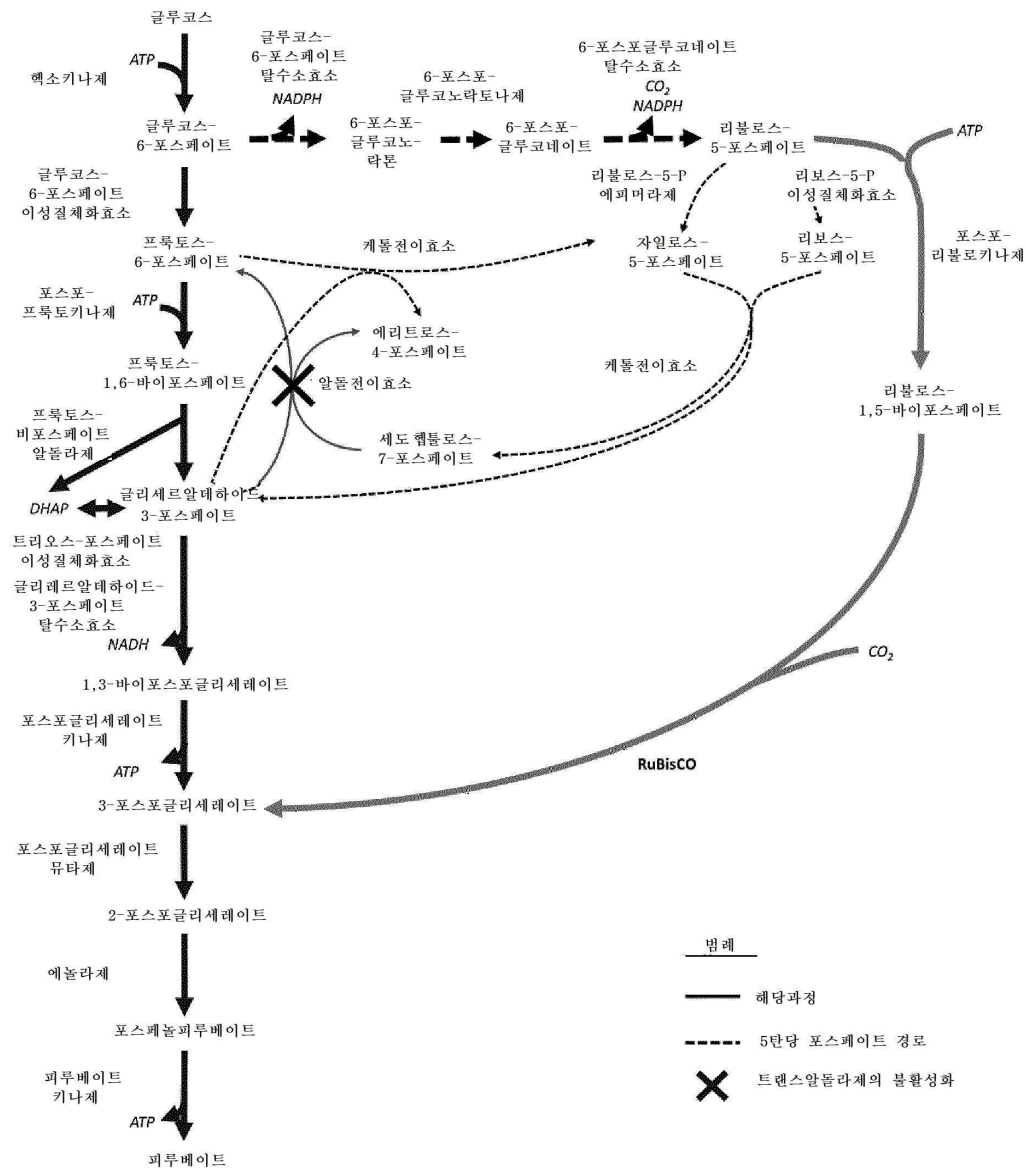 글루코스
ATP
헥소키나제
글루코스-
6-포스페이트
탈수소효소
NADPH
6-포스포-
글루코노락토나제
6-포스포글루코네이트
탈수소효소
CO₂
NADPH
글루코스-
6-포스페이트
6-포스포-
글루코노-
락톤
6-포스포-
글루코네이트
리불로스-
5-포스페이트
ATP
글루코스-
6-포스페이트
이성질체화효소
리불로스-5-P
에피머라제
리보스-5-P
이성질체화효소
프룩토스-
6-포스페이트
케톨전이효소
자일로스-
5-포스페이트
리보스-
5-포스페이트
포스포-
리불로키나제
포스포-
프룩토키나제
ATP
에리트로스-
4-포스페이트
프룩토스-
1,6-바이포스페이트
알돌전이효소
케톨전이효소
리불로스-
1,5-바이포스페이트
프룩토스-
비포스페이트
알돌라제
세도헵툴로스-
7-포스페이트
DHAP
글리세르알데하이드
3-포스페이트
트리오스-포스페이트
이성질체화효소
글리레르알데하이드-
3-포스페이트
탈수소효소
NADH
CO₂
1,3-바이포스포글리세레이트
포스포글리세레이트
키나제
ATP
RuBisCO
3-포스포글리세레이트
포스포글리세레이트
뮤타제
2-포스포글리세레이트
에놀라제
포스페놀피루베이트
피루베이트
키나제
ATP
피루베이트
범례
해당과정
5탄당 포스페이트 경로
트랜스알돌라제의 불활성화